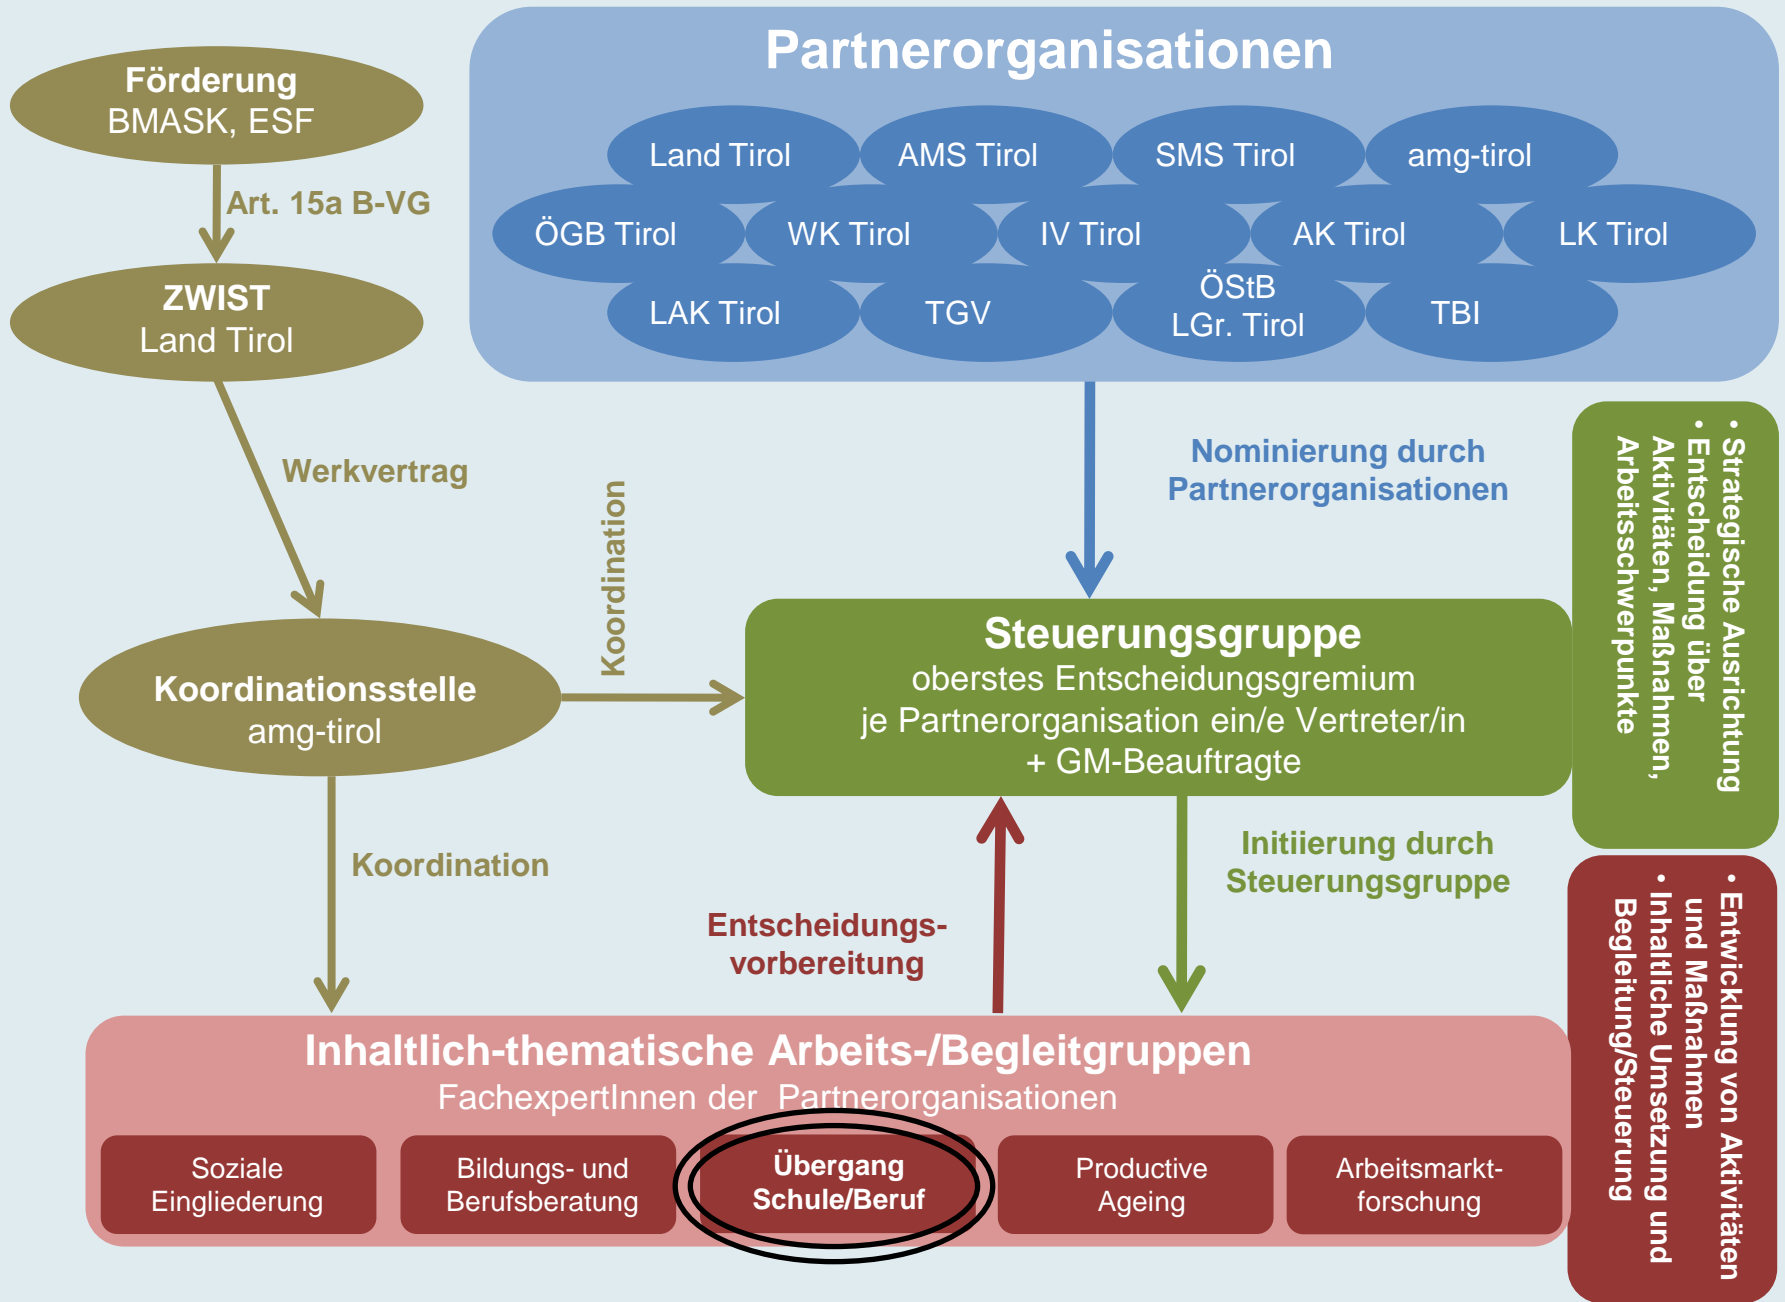 Partnerorganisationen
Förderung
BMASK, ESF
Art. 15a B-VG
ZWIST
Land Tirol
Werkvertrag
Koordinationsstelle
amg-tirol
Koordination
Koordination
Land Tirol
AMS Tirol
SMS Tirol
amg-tirol
ÖGB Tirol
WK Tirol
IV Tirol
AK Tirol
LK Tirol
LAK Tirol
TGV
ÖStB
LGr. Tirol
TBI
Nominierung durch
Partnerorganisationen
Steuerungsgruppe
oberstes Entscheidungsgremium
je Partnerorganisation ein/e Vertreter/in
+ GM-Beauftragte
• Strategische Ausrichtung
• Entscheidung über
Aktivitäten, Maßnahmen,
Arbeitsschwerpunkte
Initiierung durch
Steuerungsgruppe
Entscheidungs-
vorbereitung
Inhaltlich-thematische Arbeits-/Begleitgruppen
FachexpertInnen der Partnerorganisationen
Soziale
Eingliederung
Bildungs- und
Berufsberatung
Übergang
Schule/Beruf
Productive
Ageing
Arbeitsmarkt-
forschung
• Entwicklung von Aktivitäten
und Maßnahmen
• Inhaltliche Umsetzung und
Begleitung/Steuerung